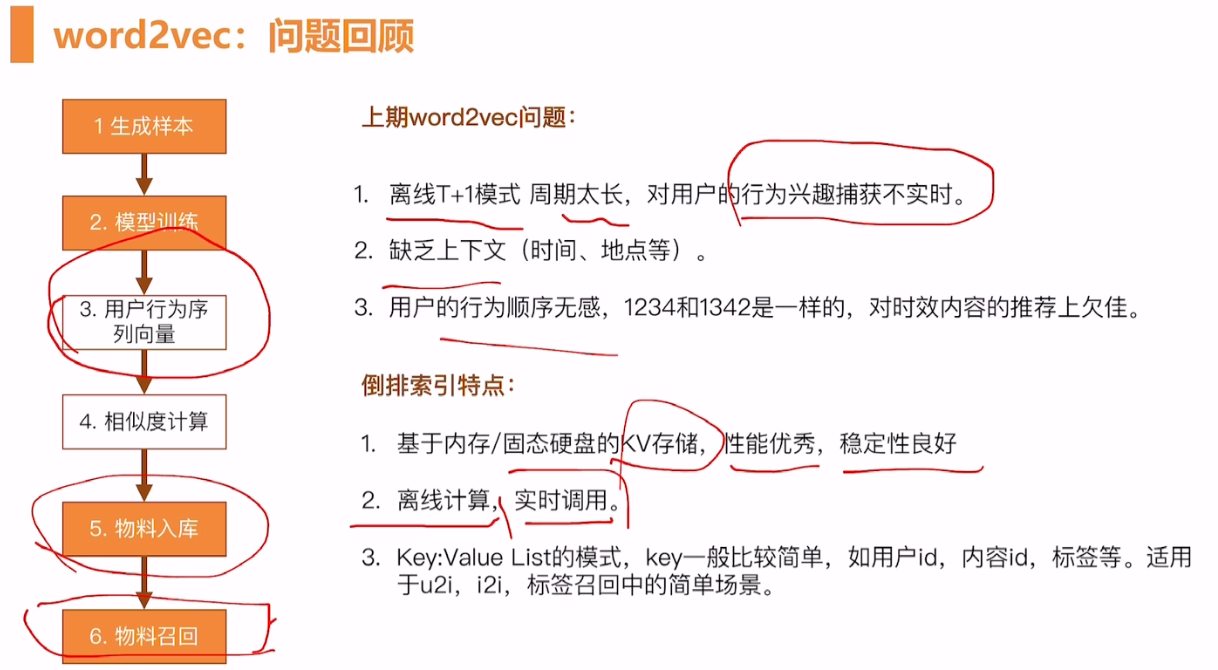 word2vec：问题回顾
1 生成样本
2. 模型训练
3. 用户行为序
列向量
4. 相似度计算
5. 物料入库
6. 物料召回
上期word2vec问题：
1. 离线T+1模式 周期太长，对用户的行为兴趣捕获不实时。
2. 缺乏上下文（时间、地点等）。
3. 用户的行为顺序无感，1234和1342是一样的，对时效内容的推荐上欠佳。
倒排索引特点：
1. 基于内存/固态硬盘的KV存储，性能优秀，稳定性良好
2. 离线计算，实时调用。
3. Key:Value List的模式，key一般比较简单，如用户id，内容id，标签等。适用
于u2i，i2i，标签召回中的简单场景。